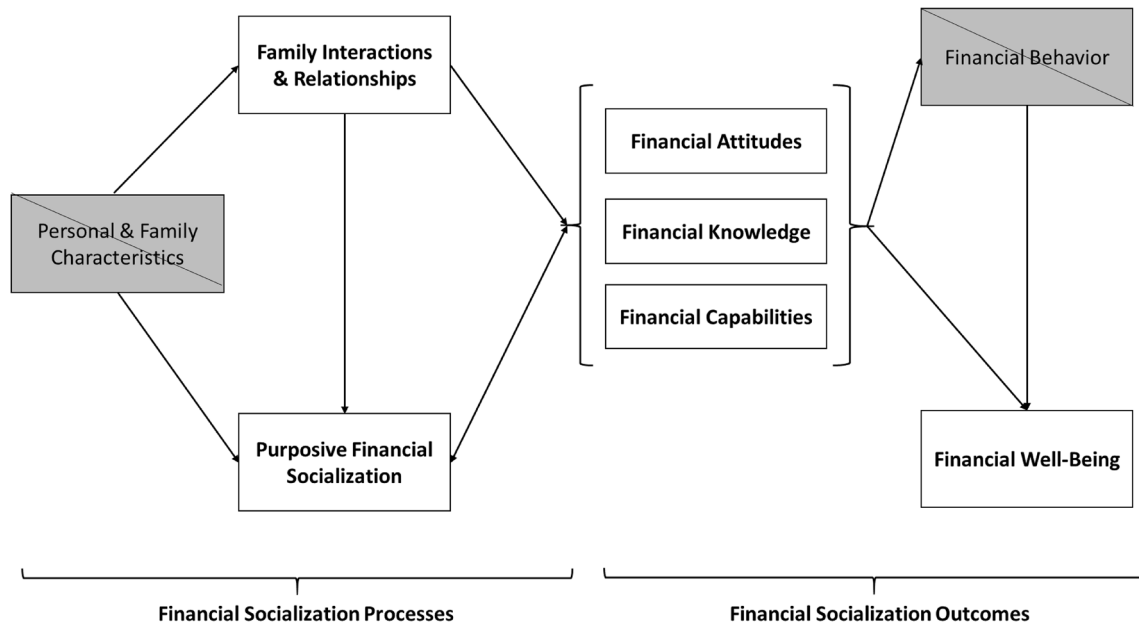 Family Interactions
& Relationships
Financial Behavior
Financial Attitudes
Personal & Family
Characteristics
Financial Knowledge
Financial Capabilities
Purposive Financial
Socialization
Financial Well-Being
Financial Socialization Processes
Financial Socialization Outcomes